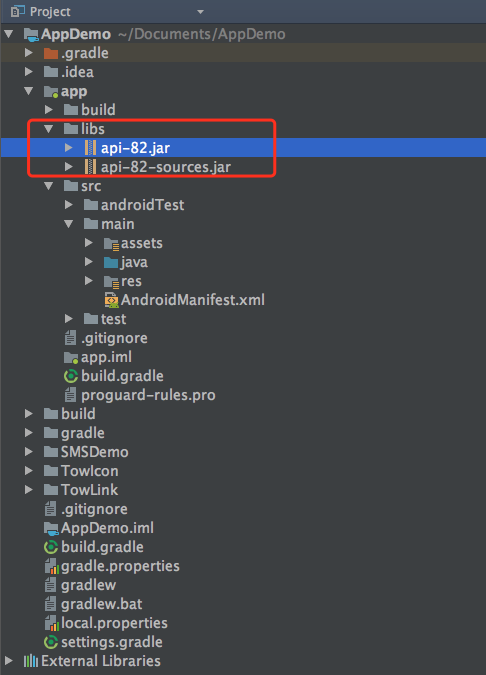 Project
AppDemo ~/Documents/AppDemo
.gradle
.idea
app
build
libs
api-82.jar
api-82-sources.jar
src
androidTest
main
assets
java
res
AndroidManifest.xml
test
.gitignore
app.iml
build.gradle
proguard-rules.pro
build
gradle
SMSDemo
TowIcon
TowLink
.gitignore
AppDemo.iml
build.gradle
gradle.properties
gradlew
gradlew.bat
local.properties
settings.gradle
External Libraries